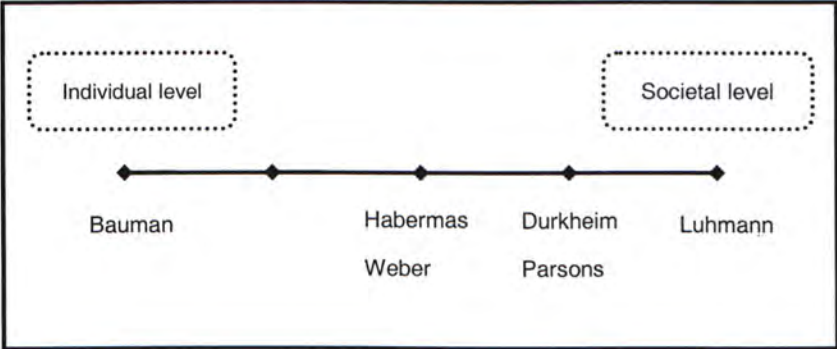 Individual level
Societal level
Bauman
Habermas
Durkheim
Luhmann
Weber
Parsons